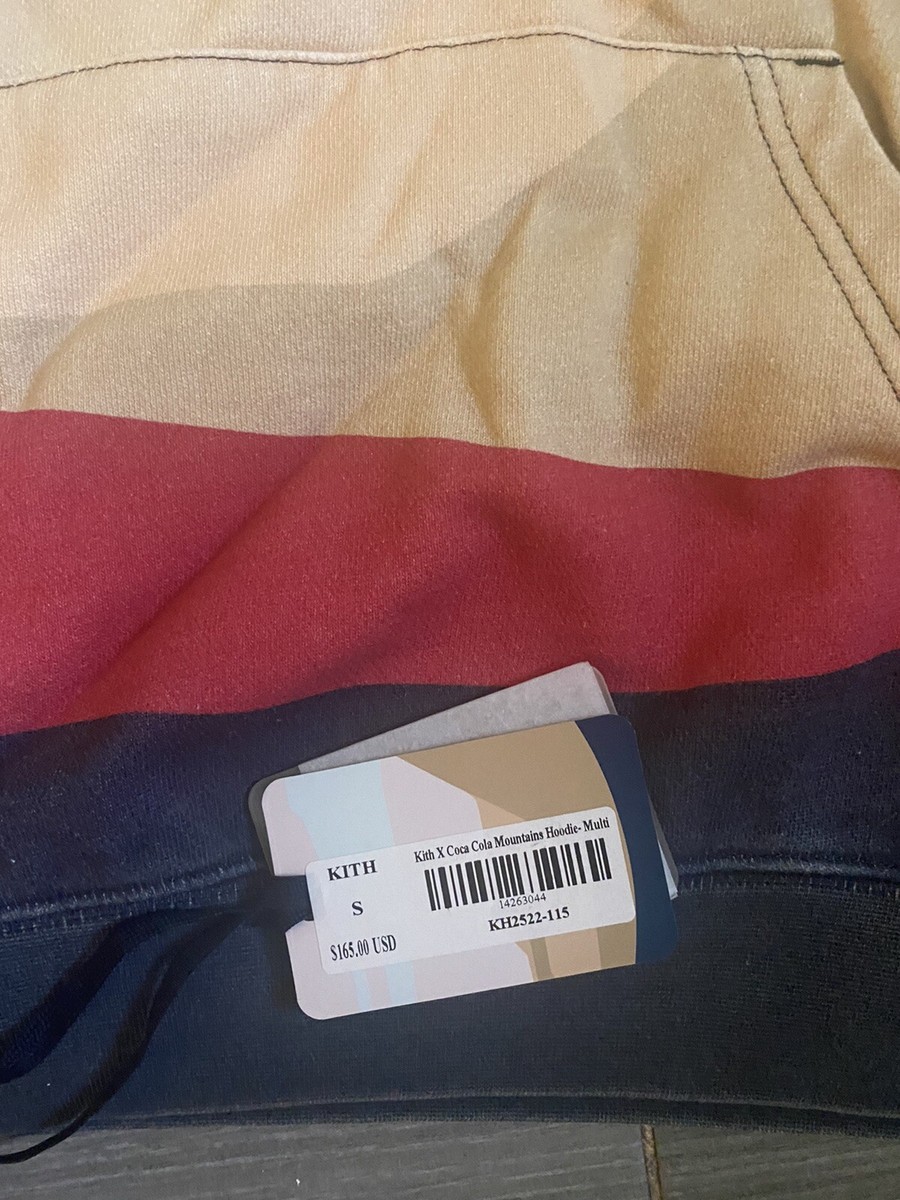 KITH
S
$165.00 USD
Kith X Coca Cola Mountains Hoodie- Multi
14263044
KH2522-115